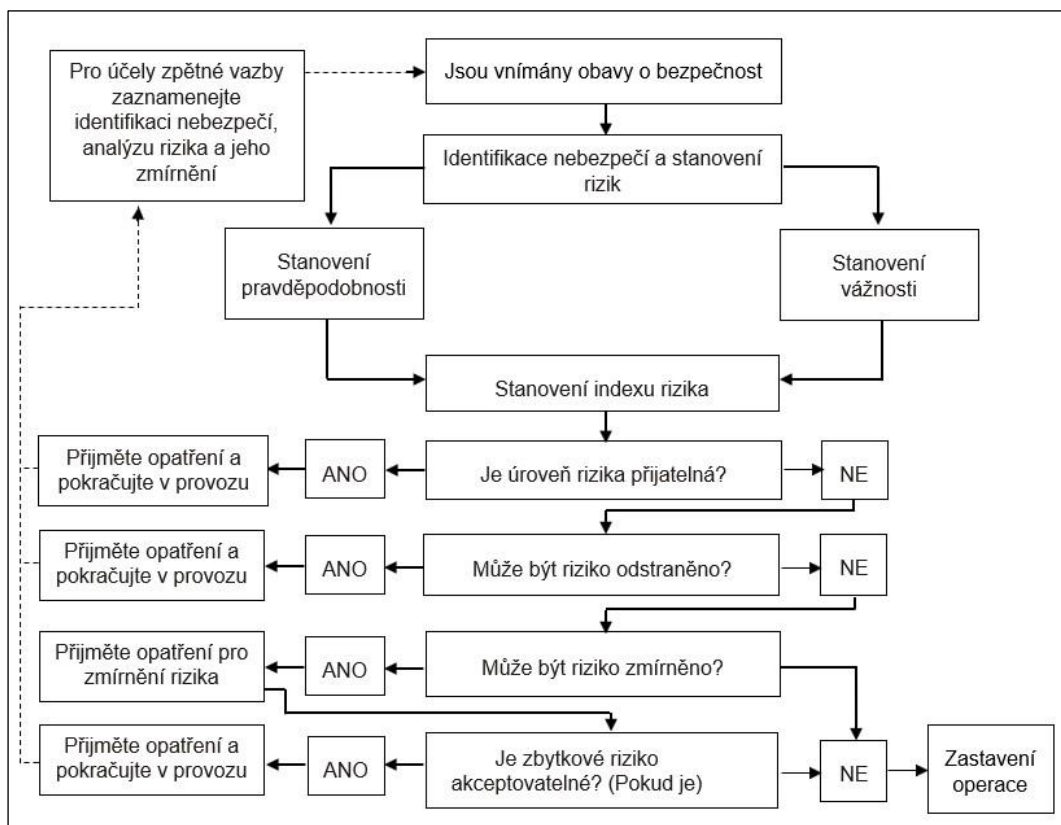 Pro účely zpětné vazby
zaznamenejte
identifikaci nebezpečí,
analýzu rizika a jeho
zmírnění
Jsou vnímány obavy o bezpečnost
Identifikace nebezpečí a stanovení
rizik
Stanovení
pravděpodobnosti
Stanovení
vážnosti
Stanovení indexu rizika
Přijměte opatření a
pokračujte v provozu
ANO
Je úroveň rizika přijatelná?
NE
Přijměte opatření a
pokračujte v provozu
ANO
Může být riziko odstraněno?
NE
Přijměte opatření pro
zmírnění rizika
ANO
Může být riziko zmírněno?
Přijměte opatření a
pokračujte v provozu
ANO
Je zbytkové riziko
akceptovatelné? (Pokud je)
NE
Zastavení
operace